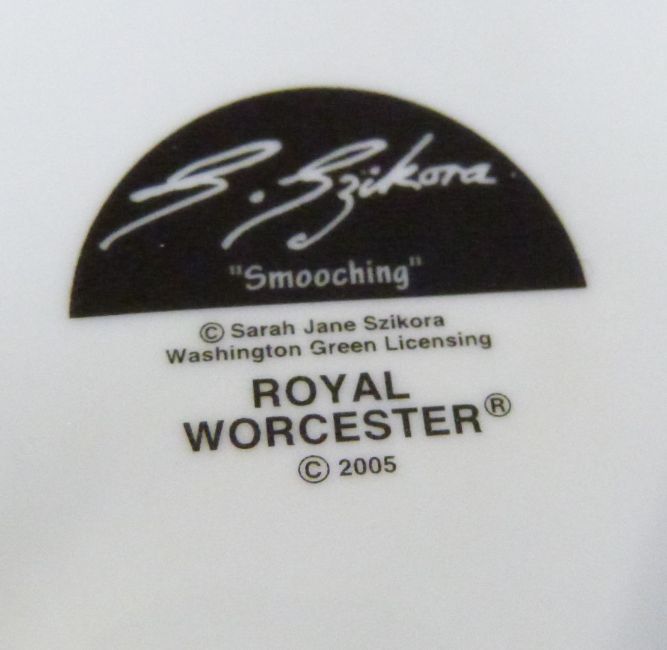 S. Szikora
"Smooching"
© Sarah Jane Szikora
Washington Green Licensing
ROYAL
WORCESTER®
© 2005